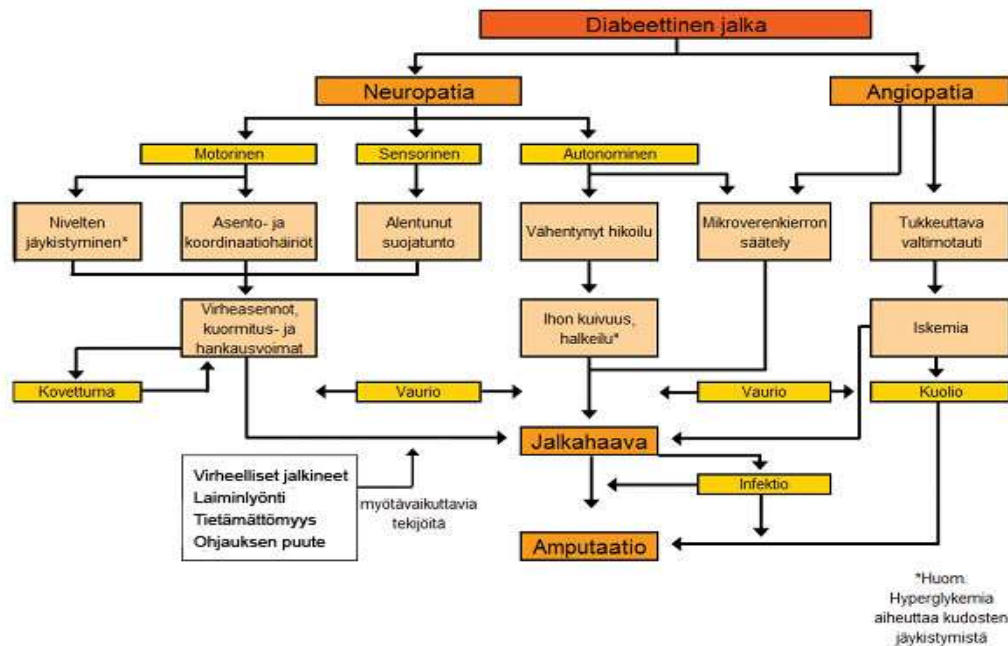 Diabeettinen jalka
Neuropatia
Angiopatia
Motorinen
Sensorinen
Autonominen
Nivelten
jäykistyminen*
Asento- ja
koordinaatiohäiriöt
Alentunut
suojatunto
Vähentynyt hikoilu
Mikroverenkierron
säätely
Tukkeuttava
valtimotauti
Virheasennot,
kuormitus- ja
hankausvoimat
Ihon kuivuus,
halkeilu*
Iskemia
Kovettuma
Vaurio
Vaurio
Kuolio
Jalkahaava
Virheelliset jalkineet
Laiminlyönti
Tietämättömyys
Ohjauksen puute
myötävaikuttavia
tekijöitä
Infektio
Amputaatio
*Huom.
Hyperglykemia
aiheuttaa kudosten
jäykistymistä